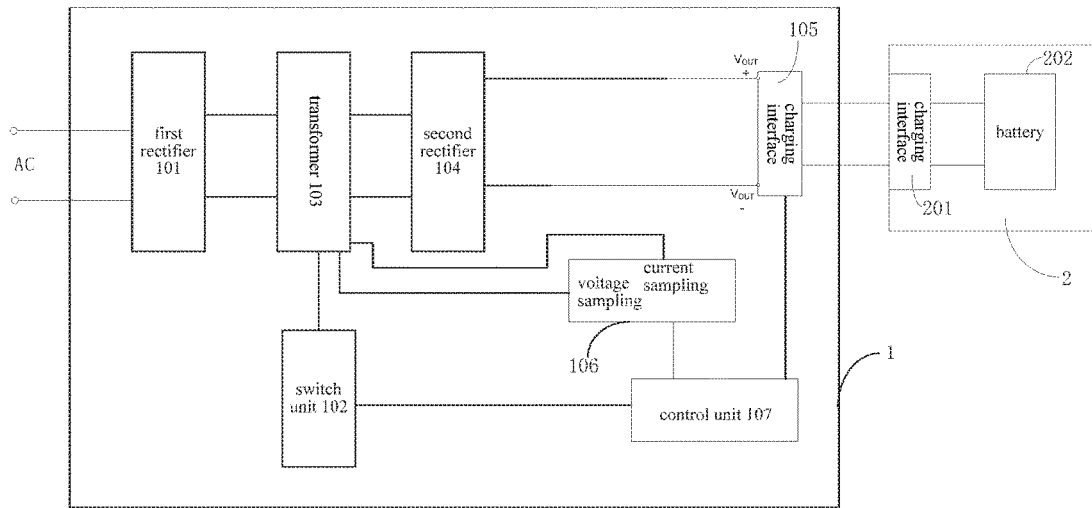 AC
first
rectifier
101
transformer 103
second
rectifier
104
VOUT
+
105
charging
interface
VOUT
-
charging
interface
201
202
battery
2
voltage
sampling
current
sampling
106
switch
unit 102
control unit 107
1